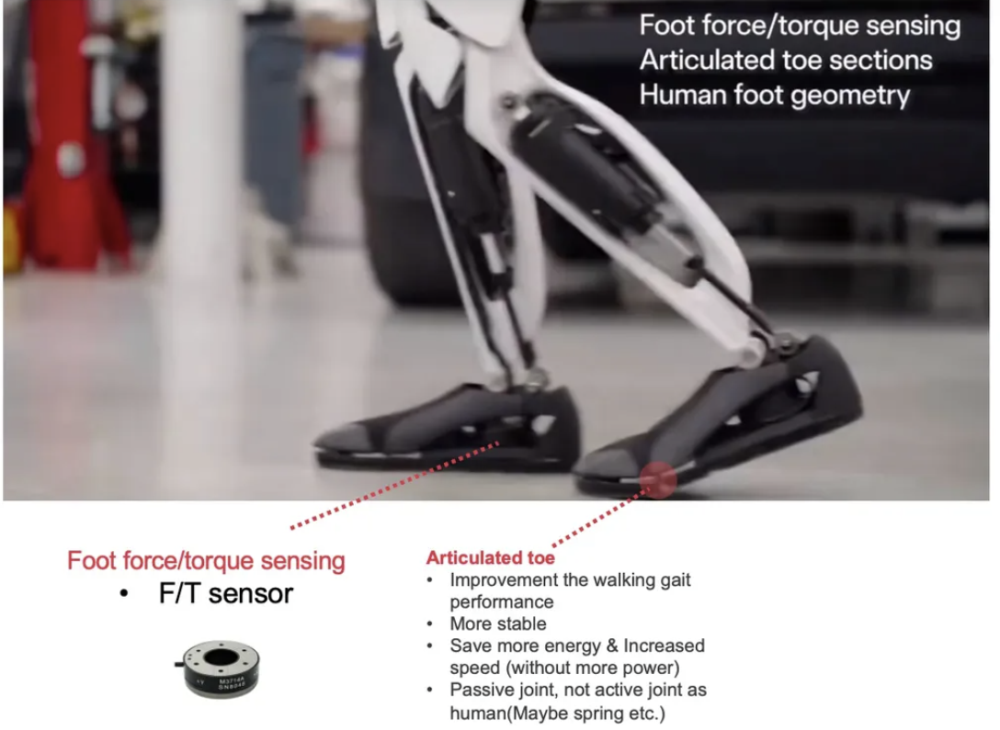 Foot force/torque sensing
Articulated toe sections
Human foot geometry
Foot force/torque sensing
• F/T sensor
+Y M3714A
SN8045
Articulated toe
• Improvement the walking gait
performance
• More stable
• Save more energy & Increased
speed (without more power)
• Passive joint, not active joint as
human(Maybe spring etc.)